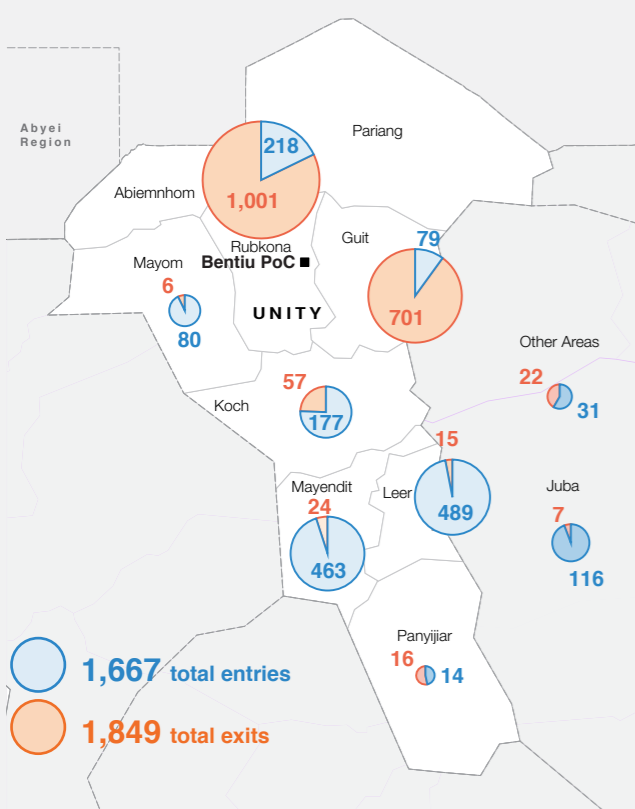 Abyei
Region
Pariang
218
1,001
Abiemnhom
Rubkona
Bentiu PoC
Guit
79
701
Mayom
6
80
UNITY
Other Areas
22
31
Koch
57
177
15
Leer
489
Mayendit
24
463
Juba
7
116
Panyijiar
16
14
1,667 total entries
1,849 total exits